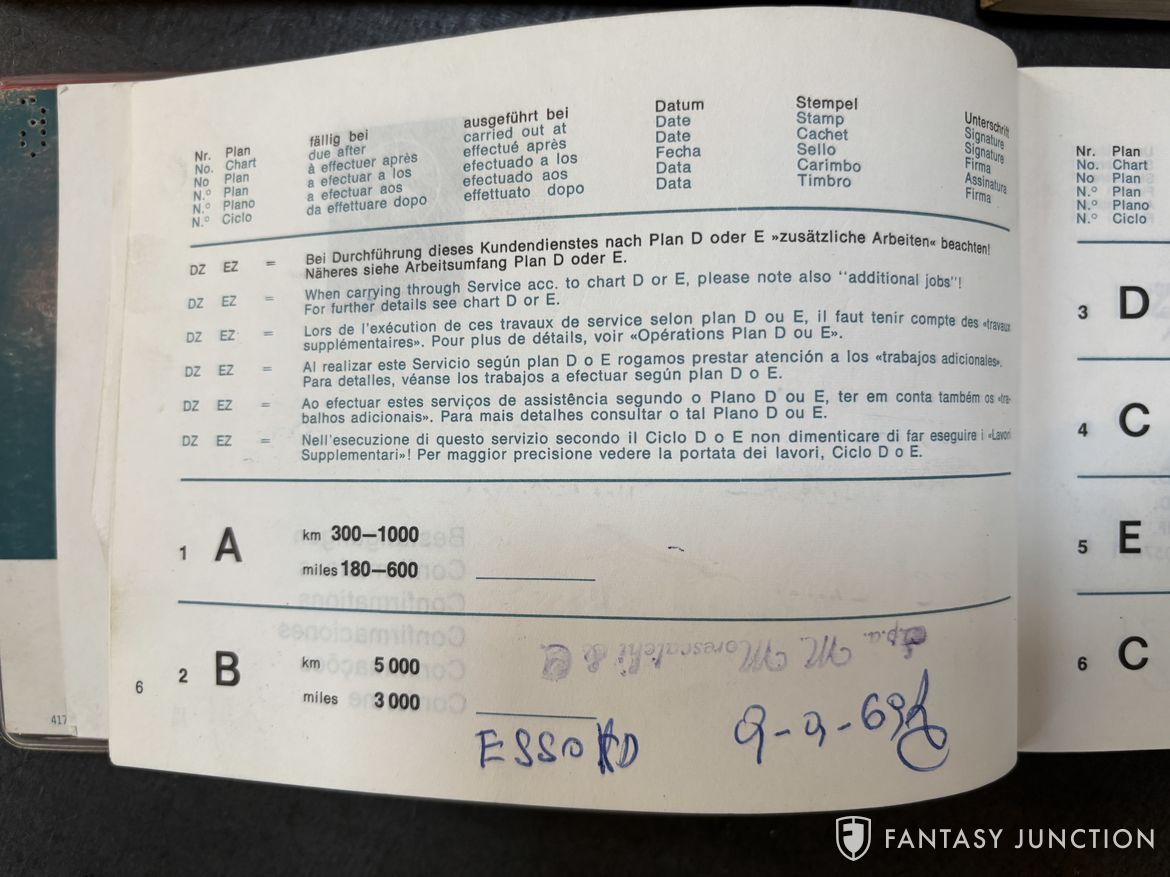 Nr. Plan
No. Chart
No Plan
N.º Plan
N.º Plano
N.º Ciclo
fällig bei
due after
à effectuer après
a efectuar a los
a efectuar aos
da effettuare dopo
ausgeführt bei
carried out at
effectué après
efectuado a los
efectuado aos
effettuato dopo
Datum
Date
Date
Fecha
Data
Data
Stempel
Stamp
Cachet
Sello
Carimbo
Timbro
Unterschrift
Signature
Signature
Firma
Assinatura
Firma
DZ EZ = Bei Durchführung dieses Kundendienstes nach Plan D oder E »zusätzliche Arbeiten« beachten!
Näheres siehe Arbeitsumfang Plan D oder E.
DZ EZ = When carrying through Service acc. to chart D or E, please note also "additional jobs"!
For further details see chart D or E.
DZ EZ = Lors de l'exécution de ces travaux de service selon plan D ou E, il faut tenir compte des «travaux
supplémentaires». Pour plus de détails, voir «Opérations Plan D ou E».
DZ EZ = Al realizar este Servicio según plan D o E rogamos prestar atención a los «trabajos adicionales».
Para detalles, véanse los trabajos a efectuar según plan D o E.
DZ EZ = Ao efectuar estes serviços de assistência segundo o Plano D ou E, ter em conta também os «tra-
balhos adicionais». Para mais detalhes consultar o tal Plano D ou E.
DZ EZ = Nell'esecuzione di questo servizio secondo il Ciclo D o E non dimenticare di far eseguire i «Lavori
Supplementari»! Per maggior precisione vedere la portata dei lavori, Ciclo D o E.
1 A km 300–1000
miles 180–600
2 B km 5 000
miles 3 000
M. Morescalchi &
9-9-69
6
417
Nr. Plan
No. Chart
No Plan
N.º Plan
N.º Plano
N.º Ciclo
3 D
4 C
5 E
6 C
FANTASY JUNCTION